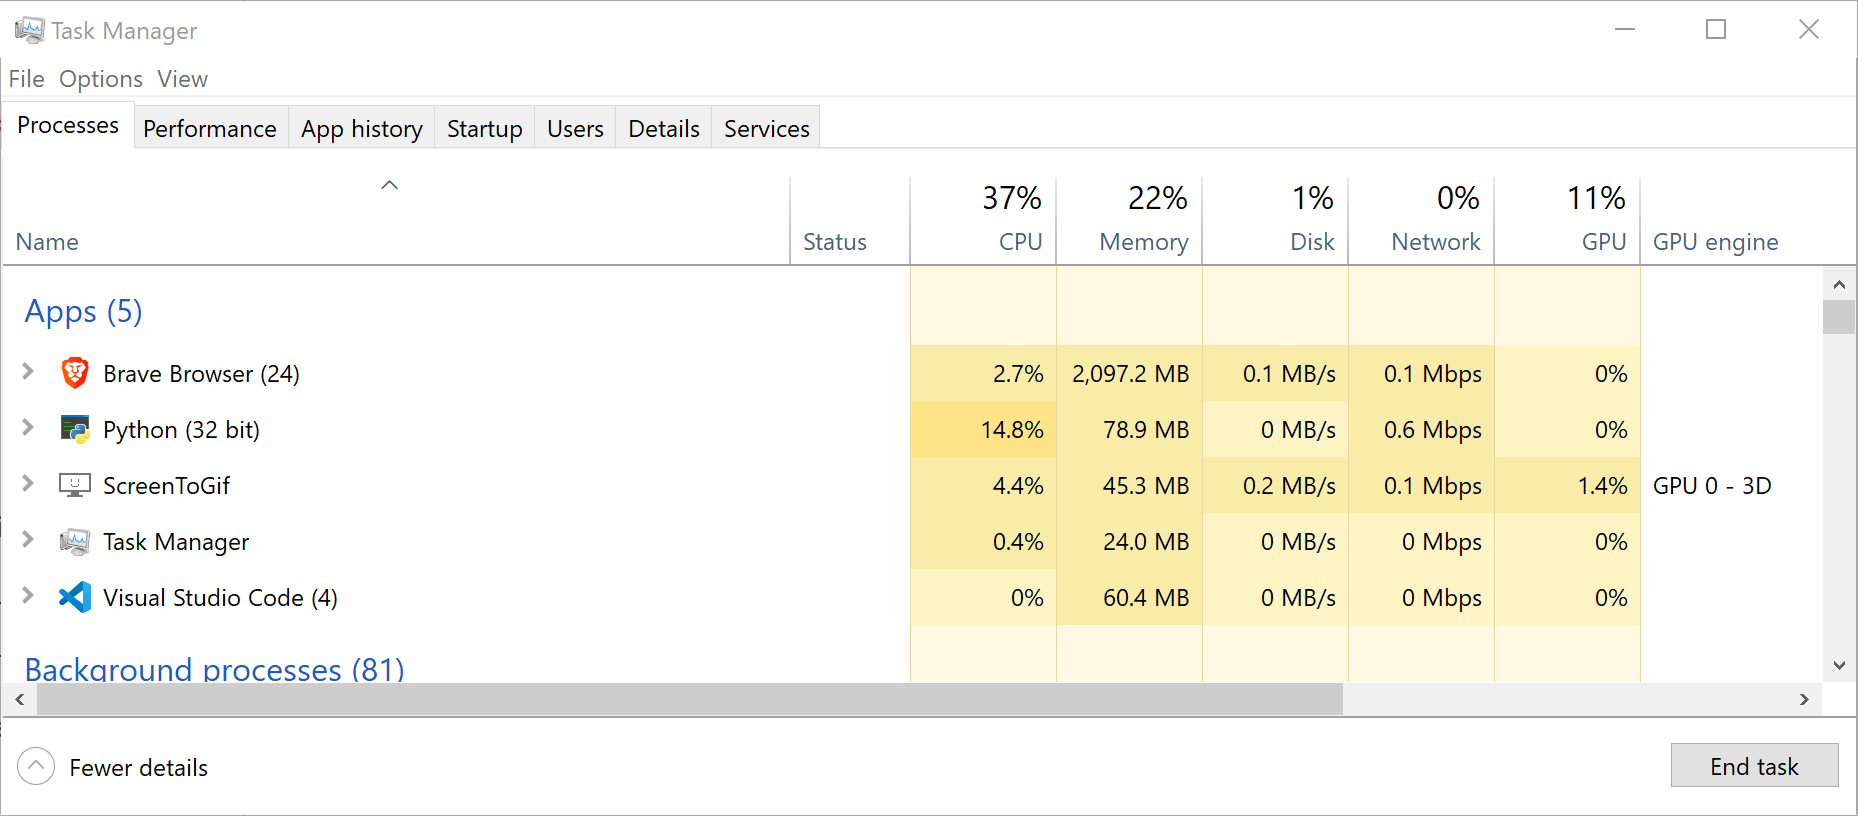 Task Manager
File Options View
Processes Performance App history Startup Users Details Services
37% 22% 1% 0% 11%
Name Status CPU Memory Disk Network GPU GPU engine
Apps (5)
Brave Browser (24) 2.7% 2,097.2 MB 0.1 MB/s 0.1 Mbps 0%
Python (32 bit) 14.8% 78.9 MB 0 MB/s 0.6 Mbps 0%
ScreenToGif 4.4% 45.3 MB 0.2 MB/s 0.1 Mbps 1.4% GPU 0 - 3D
Task Manager 0.4% 24.0 MB 0 MB/s 0 Mbps 0%
Visual Studio Code (4) 0% 60.4 MB 0 MB/s 0 Mbps 0%
Background processes (81)
Fewer details End task